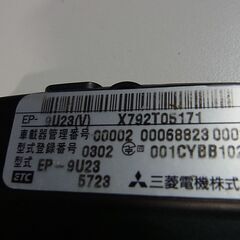 EP- 9U23(V) X792T05171
車載器管理番号 00002 00068823 000
型式登録番号 0302 001CYBB102
型式 EP-9U23
ETC 5723 三菱電機株式